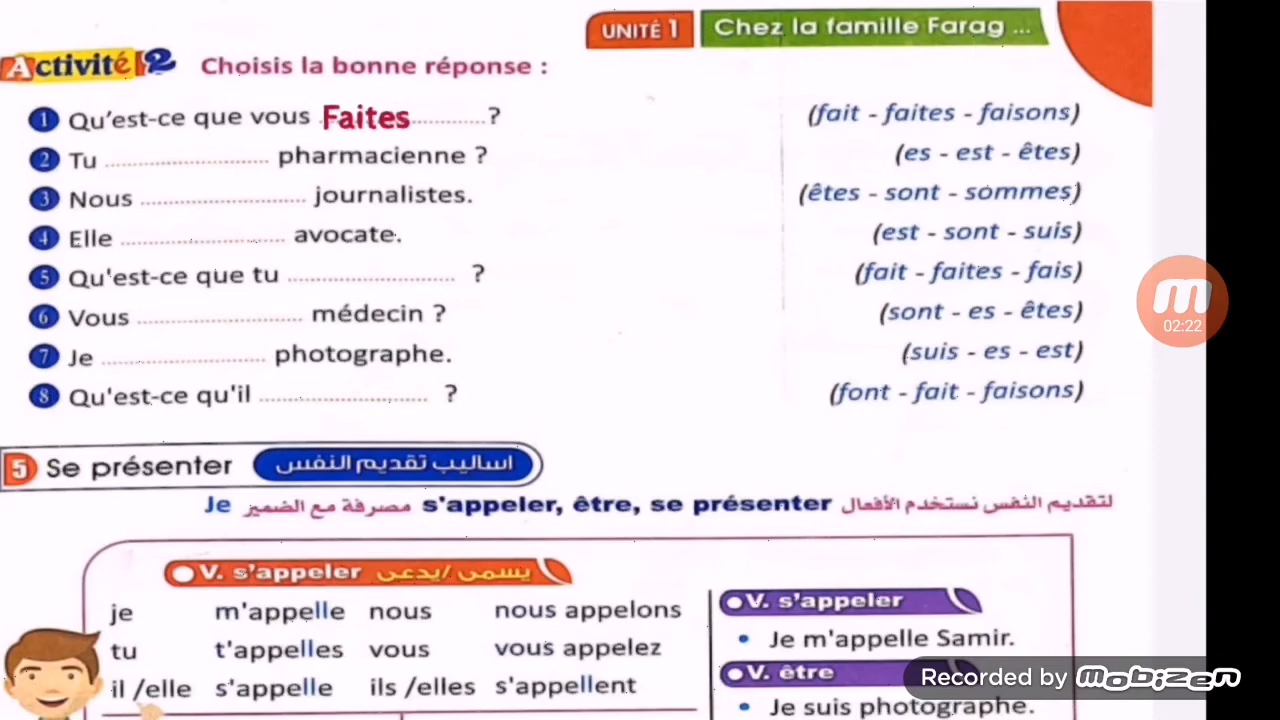 UNITÉ 1 Chez la famille Farag ...
Activité 2 Choisis la bonne réponse :
1 Qu'est-ce que vous Faites ............ ? (fait - faites - faisons)
2 Tu ............................ pharmacienne ? (es - est - êtes)
3 Nous ............................ journalistes. (êtes - sont - sommes)
4 Elle ............................ avocate. (est - sont - suis)
5 Qu'est-ce que tu ............................ ? (fait - faites - fais)
6 Vous ............................ médecin ? (sont - es - êtes)
7 Je ............................ photographe. (suis - es - est)
8 Qu'est-ce qu'il ............................ ? (font - fait - faisons)
5 Se présenter اساليب تقديم النفس
لتقديم النفس نستخدم الأفعال s'appeler, être, se présenter مصرفة مع الضمير Je
V. s'appeler يسمى/يدعى
je m'appelle nous nous appelons
tu t'appelles vous vous appelez
il /elle s'appelle ils /elles s'appellent
V. s'appeler
• Je m'appelle Samir.
V. être
• Je suis photographe.
02:22
Recorded by mobizen